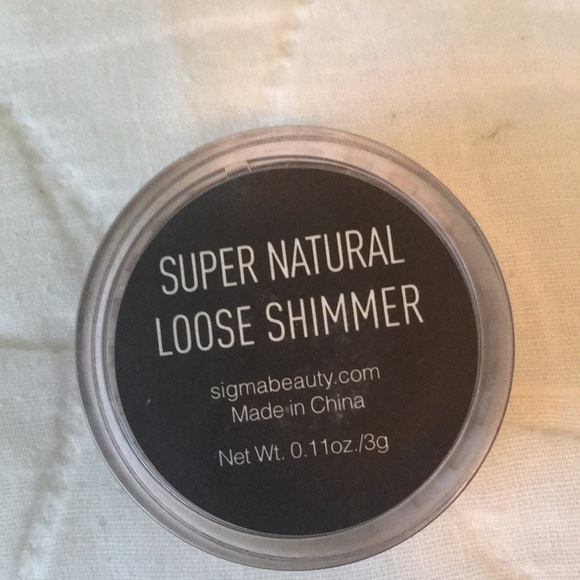 SUPER NATURAL
LOOSE SHIMMER
sigmabeauty.com
Made in China
Net Wt. 0.11oz./3g